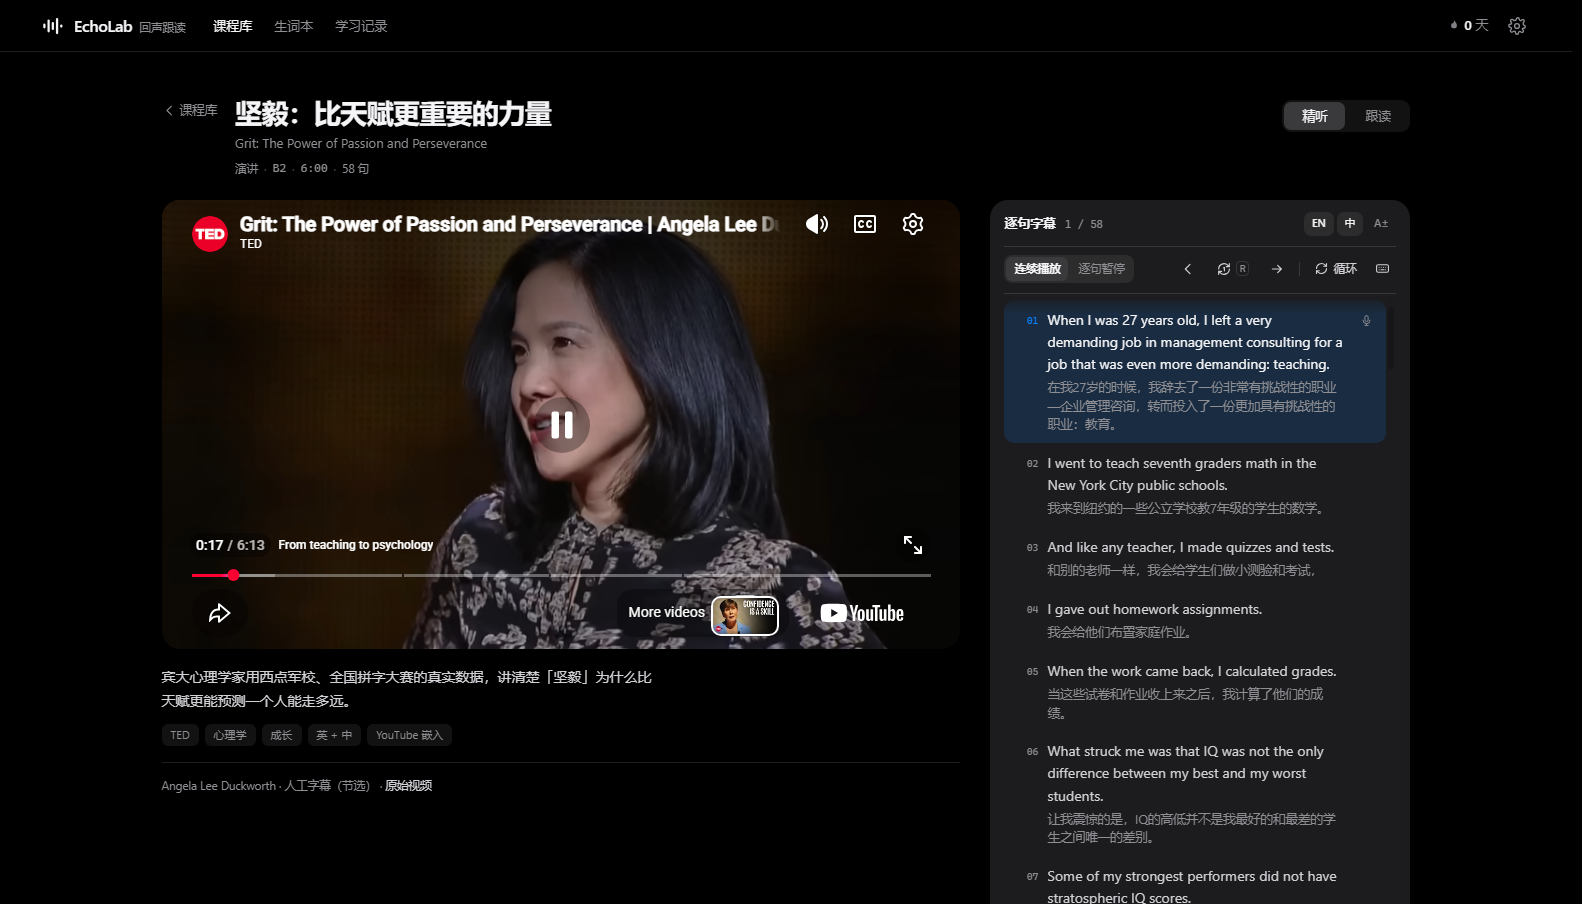 EchoLab 回声跟读 课程库 生词本 学习记录 0 天
课程库
坚毅：比天赋更重要的力量
Grit: The Power of Passion and Perseverance
演讲 · B2 · 6:00 · 58 句
精听 跟读
TED
Grit: The Power of Passion and Perseverance | Angela Lee Du
TED
CC
0:17 / 6:13 From teaching to psychology
More videos
CONFIDENCE
IS A SKILL
YouTube
宾大心理学家用西点军校、全国拼字大赛的真实数据，讲清楚「坚毅」为什么比
天赋更能预测一个人能走多远。
TED 心理学 成长 英 + 中 YouTube 嵌入
Angela Lee Duckworth · 人工字幕（节选） · 原始视频
逐句字幕 1 / 58 EN 中 A±
连续播放 逐句暂停 R 循环
01 When I was 27 years old, I left a very
demanding job in management consulting for a
job that was even more demanding: teaching.
在我27岁的时候，我辞去了一份非常有挑战性的职业
—企业管理咨询，转而投入了一份更加具有挑战性的
职业：教育。
02 I went to teach seventh graders math in the
New York City public schools.
我来到纽约的一些公立学校教7年级的学生的数学。
03 And like any teacher, I made quizzes and tests.
和别的老师一样，我会给学生们做小测验和考试，
04 I gave out homework assignments.
我会给他们布置家庭作业。
05 When the work came back, I calculated grades.
当这些试卷和作业收上来之后，我计算了他们的成
绩。
06 What struck me was that IQ was not the only
difference between my best and my worst
students.
让我震惊的是，IQ的高低并不是我最好的和最差的学
生之间唯一的差别。
07 Some of my strongest performers did not have
stratospheric IQ scores.